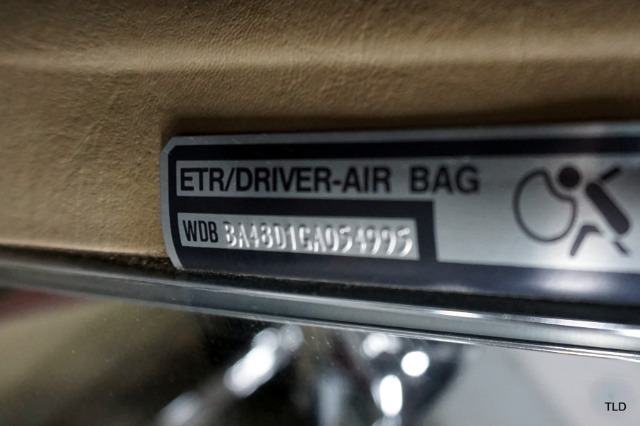 ETR/DRIVER-AIR BAG
WDB BA48D1GA054995
TLD